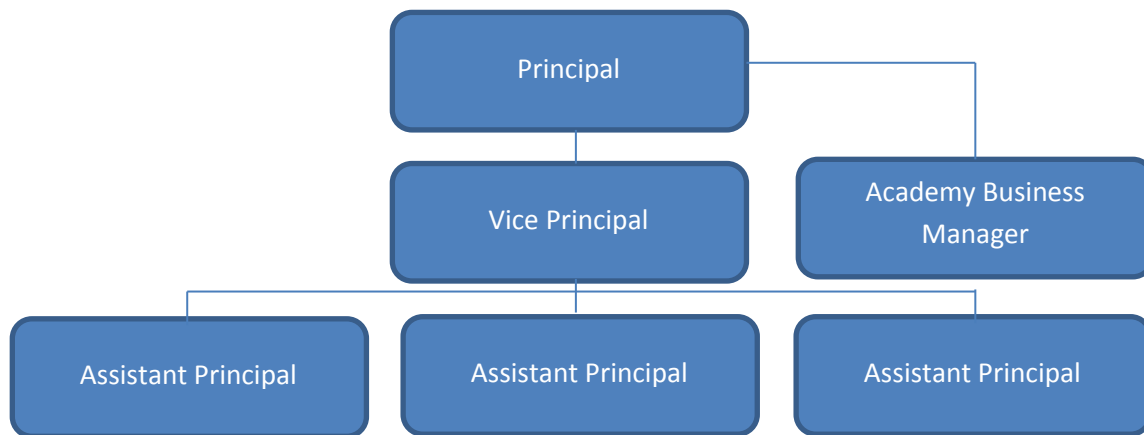 Principal
Vice Principal
Academy Business
Manager
Assistant Principal
Assistant Principal
Assistant Principal